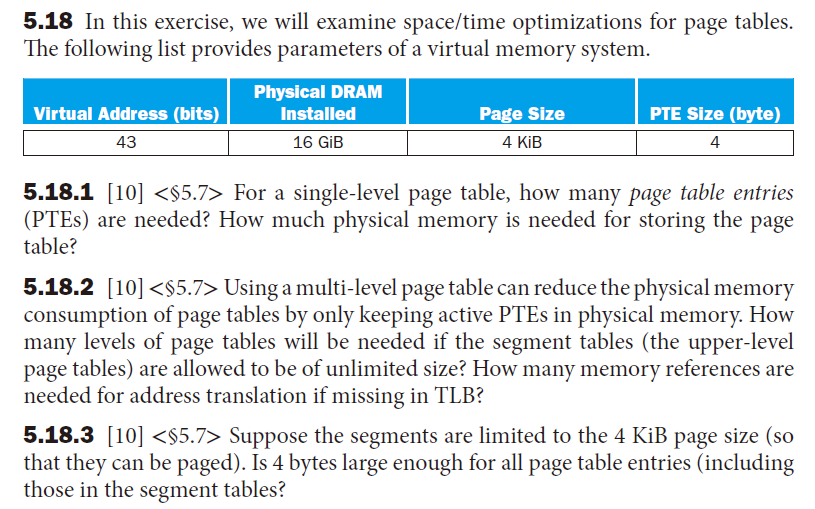 5.18 In this exercise, we will examine space/time optimizations for page tables.
The following list provides parameters of a virtual memory system.
Virtual Address (bits) Physical DRAM Installed Page Size PTE Size (byte)
43 16 GiB 4 KiB 4
5.18.1 [10] <§5.7> For a single-level page table, how many page table entries
(PTEs) are needed? How much physical memory is needed for storing the page
table?
5.18.2 [10] <§5.7> Using a multi-level page table can reduce the physical memory
consumption of page tables by only keeping active PTEs in physical memory. How
many levels of page tables will be needed if the segment tables (the upper-level
page tables) are allowed to be of unlimited size? How many memory references are
needed for address translation if missing in TLB?
5.18.3 [10] <§5.7> Suppose the segments are limited to the 4 KiB page size (so
that they can be paged). Is 4 bytes large enough for all page table entries (including
those in the segment tables?